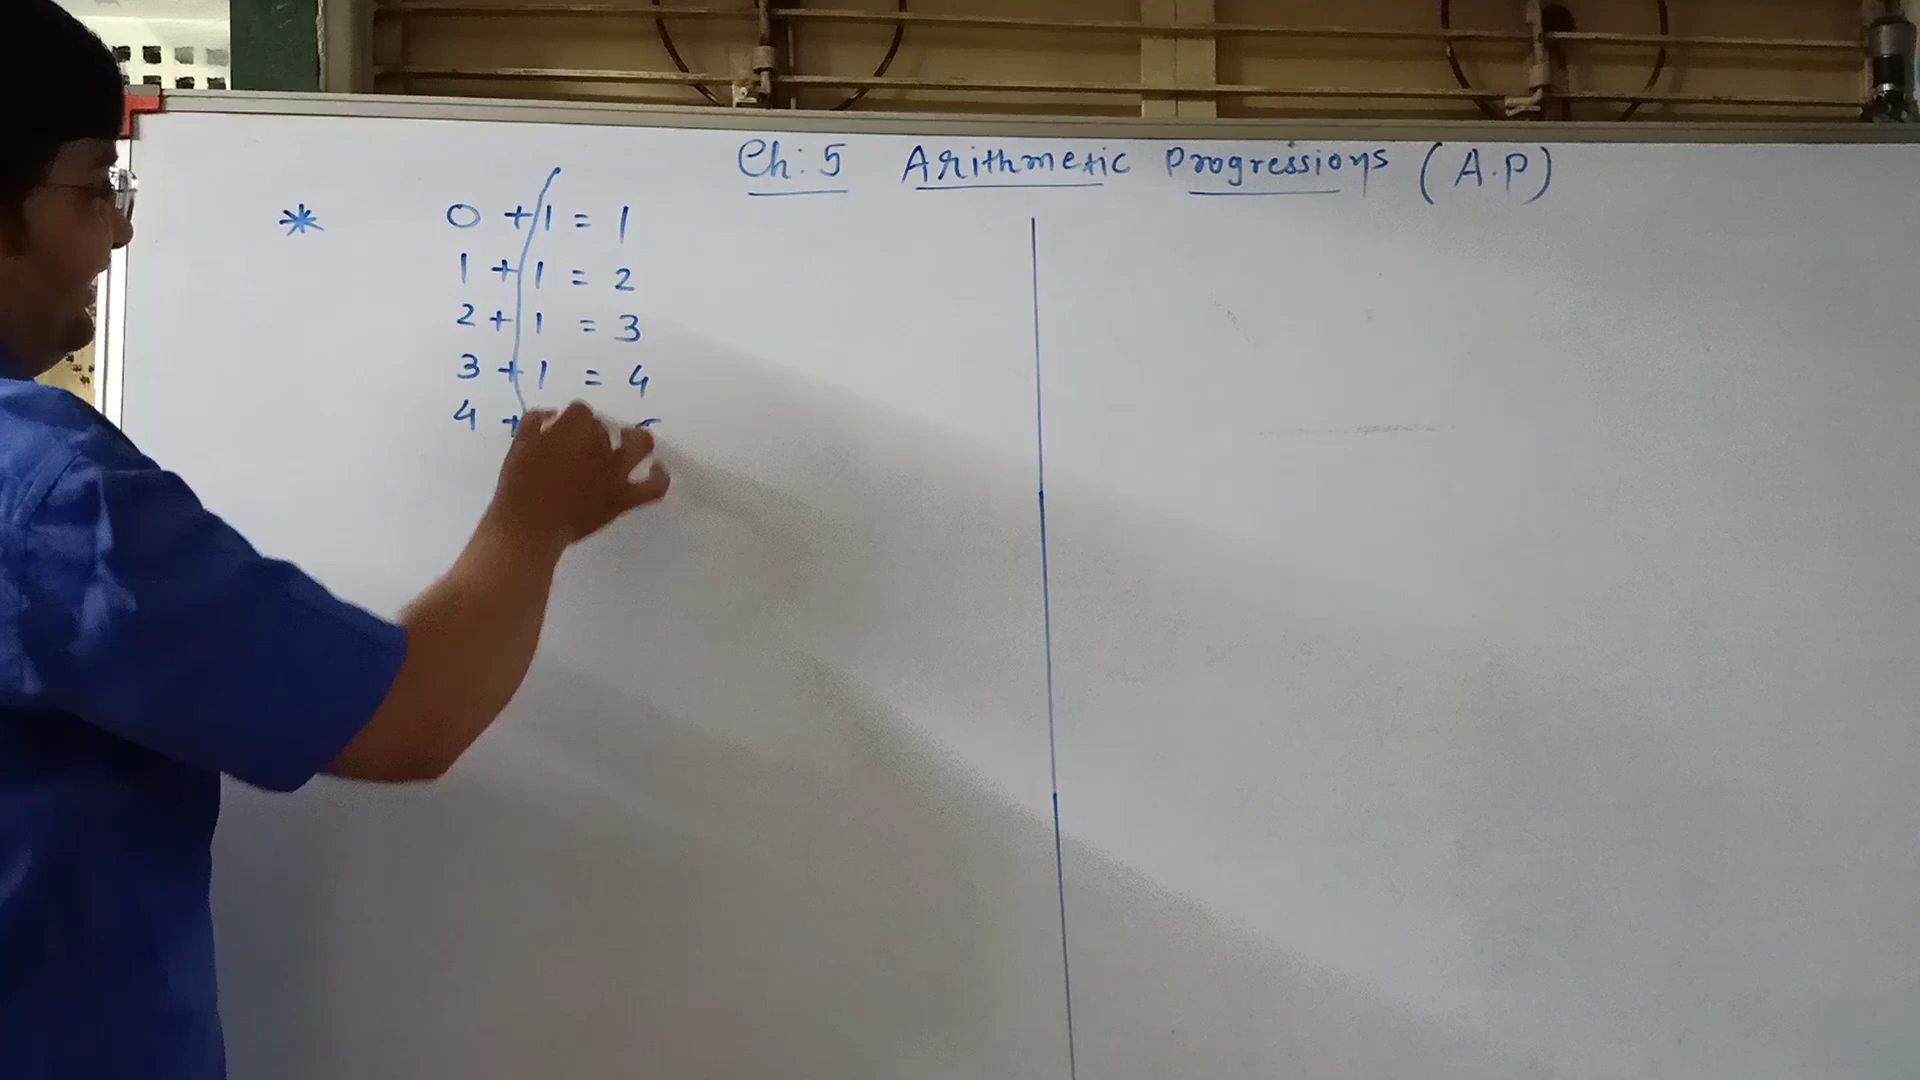 Ch: 5 Arithmetic Progressions (A.P)
* 0 + 1 = 1
1 + 1 = 2
2 + 1 = 3
3 + 1 = 4
4 +